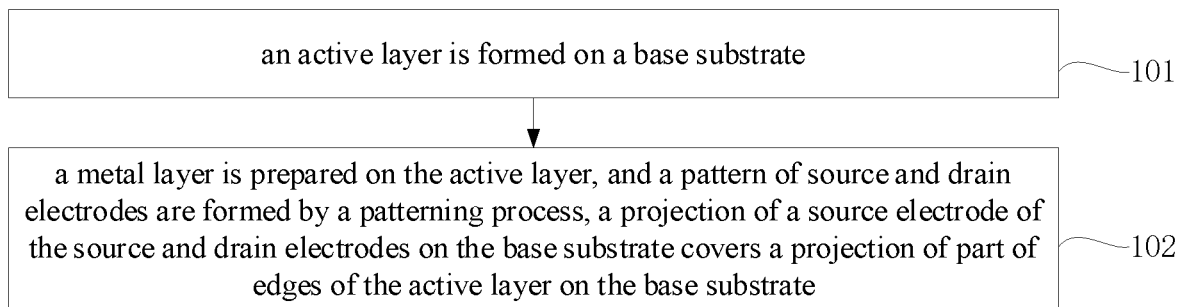 an active layer is formed on a base substrate
101
a metal layer is prepared on the active layer, and a pattern of source and drain
electrodes are formed by a patterning process, a projection of a source electrode of
the source and drain electrodes on the base substrate covers a projection of part of
edges of the active layer on the base substrate
102